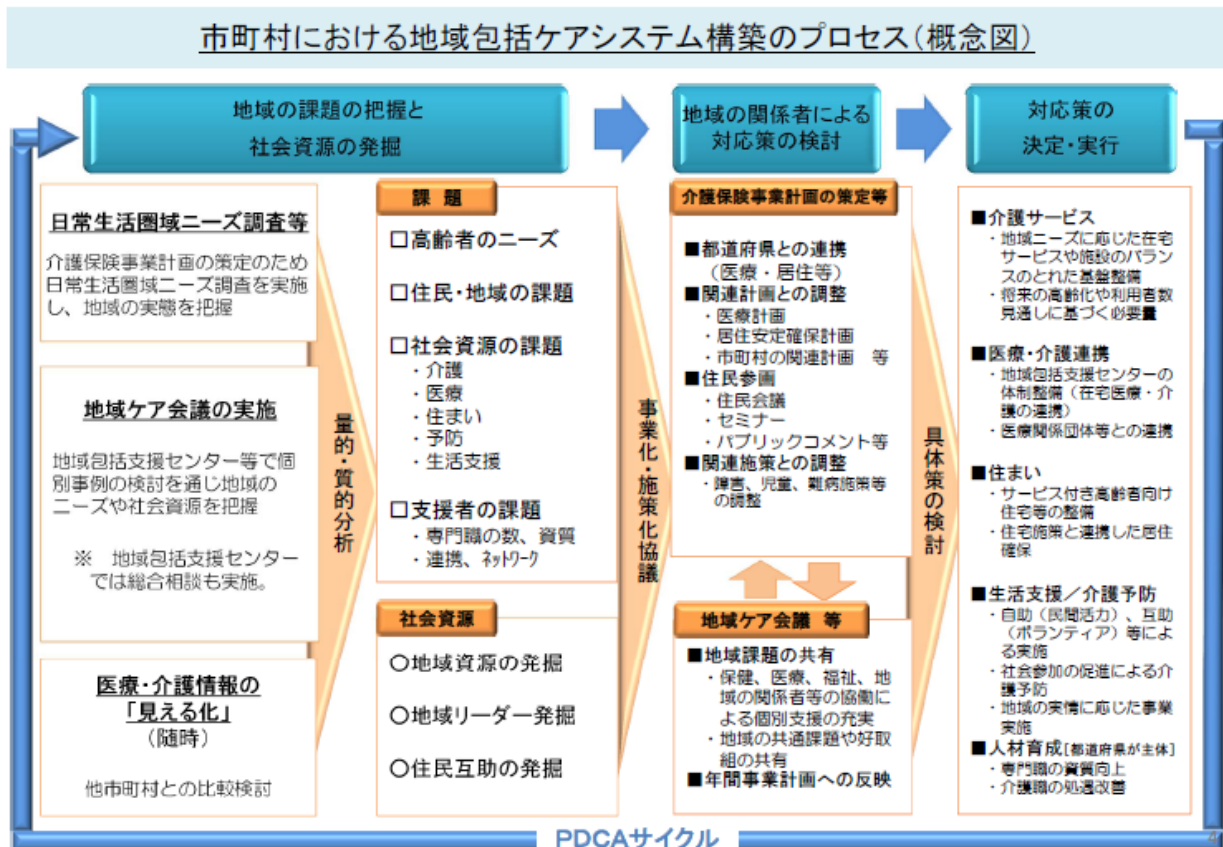 市町村における地域包括ケアシステム構築のプロセス(概念図)
地域の課題の把握と
社会資源の発掘
地域の関係者による
対応策の検討
対応策の
決定・実行
日常生活圏域ニーズ調査等
介護保険事業計画の策定のため
日常生活圏域ニーズ調査を実施
し、地域の実態を把握
地域ケア会議の実施
地域包括支援センター等で個
別事例の検討を通じ地域の
ニーズや社会資源を把握
※ 地域包括支援センター
では総合相談も実施。
医療・介護情報の
「見える化」
(随時)
他市町村との比較検討
量的・質的分析
課題
□高齢者のニーズ
□住民・地域の課題
□社会資源の課題
・介護
・医療
・住まい
・予防
・生活支援
□支援者の課題
・専門職の数、資質
・連携、ネットワーク
社会資源
○地域資源の発掘
○地域リーダー発掘
○住民互助の発掘
事業化・施策化協議
介護保険事業計画の策定等
■都道府県との連携
(医療・居住等)
■関連計画との調整
・医療計画
・居住安定確保計画
・市町村の関連計画 等
■住民参画
・住民会議
・セミナー
・パブリックコメント等
■関連施策との調整
・障害、児童、難病施策等
の調整
地域ケア会議 等
■地域課題の共有
・保健、医療、福祉、地
域の関係者等の協働
による個別支援の充実
・地域の共通課題や好取
組の共有
■年間事業計画への反映
具体策の検討
■介護サービス
・地域ニーズに応じた在宅
サービスや施設のバラン
スのとれた基盤整備
・将来の高齢化や利用者数
見通しに基づく必要量
■医療・介護連携
・地域包括支援センターの
体制整備(在宅医療・介
護の連携)
・医療関係団体等との連携
■住まい
・サービス付き高齢者向け
住宅等の整備
・住宅施策と連携した居住
確保
■生活支援/介護予防
・自助(民間活力)、互助
(ボランティア)等によ
る実施
・社会参加の促進による介
護予防
・地域の実情に応じた事業
実施
■人材育成[都道府県が主体]
・専門職の資質向上
・介護職の処遇改善
PDCAサイクル
4